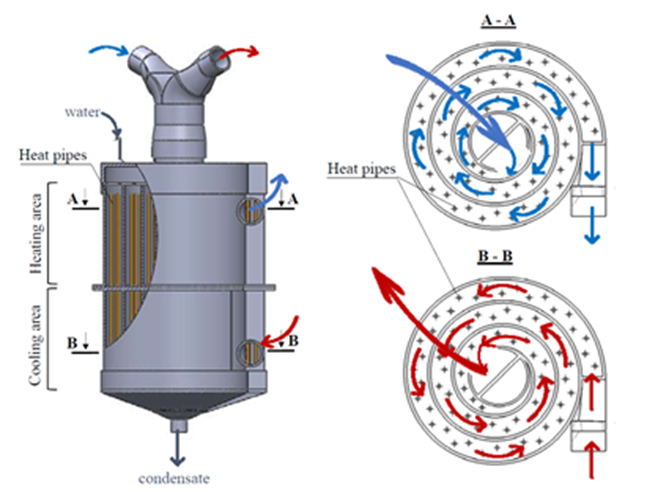 A - A
water
Heat pipes
A A
Heating area
Heat pipes
B - B
Cooling area
B B
condensate